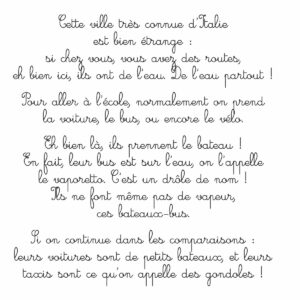 Cette ville très connue d'Italie
est bien étrange :
si chez vous, vous avez des routes,
eh bien ici, ils ont de l'eau. De l'eau partout !
Pour aller à l'école, normalement on prend
la voiture, le bus, ou encore le vélo.
Eh bien là, ils prennent le bateau !
En fait, leur bus est sur l'eau, on l'appelle
le vaporetto. C'est un drôle de nom !
Ils ne font même pas de vapeur,
ces bateaux-bus.
Si on continue dans les comparaisons :
leurs voitures sont de petits bateaux, et leurs
taxis sont ce qu'on appelle des gondoles !